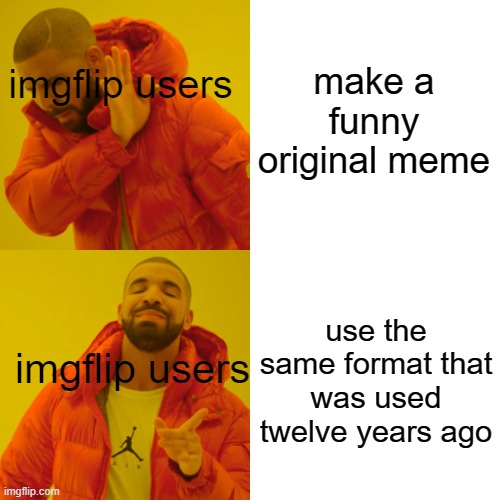 imgflip users
make a
funny
original meme
imgflip users
use the
same format that
was used
twelve years ago
AIR
imgflip.com